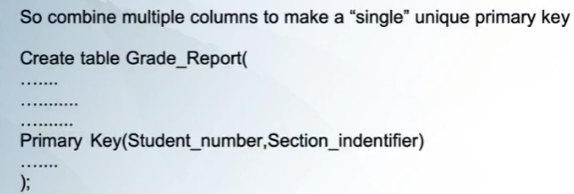 So combine multiple columns to make a “single” unique primary key
Create table Grade_Report(
.......
...........
..........
Primary Key(Student_number,Section_indentifier)
.......
);